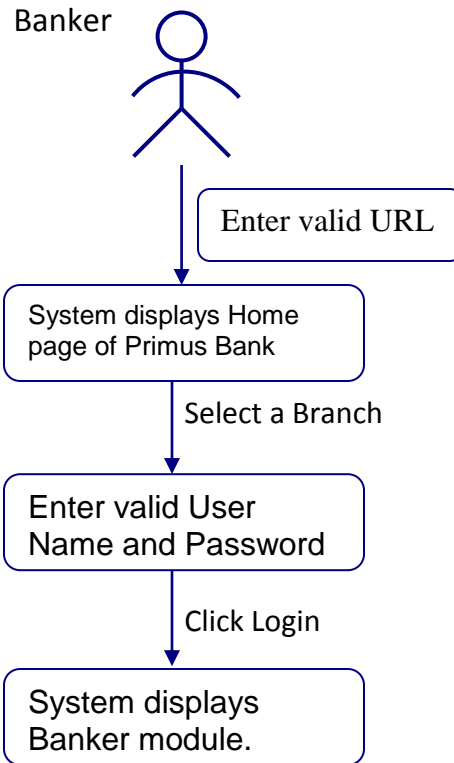 Banker
Enter valid URL
System displays Home
page of Primus Bank
Select a Branch
Enter valid User
Name and Password
Click Login
System displays
Banker module.